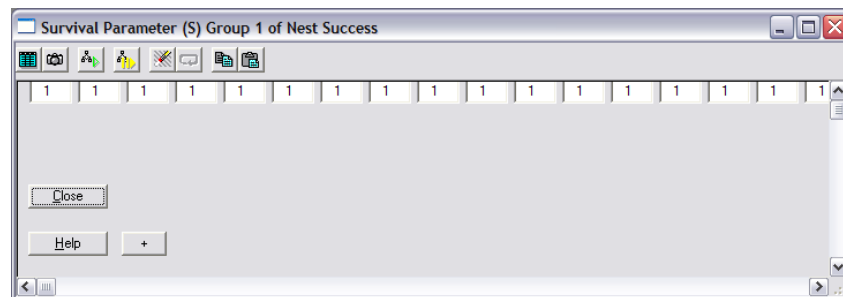 Survival Parameter (S) Group 1 of Nest Success
1 1 1 1 1 1 1 1 1 1 1 1 1 1 1 1 1
Close
Help +